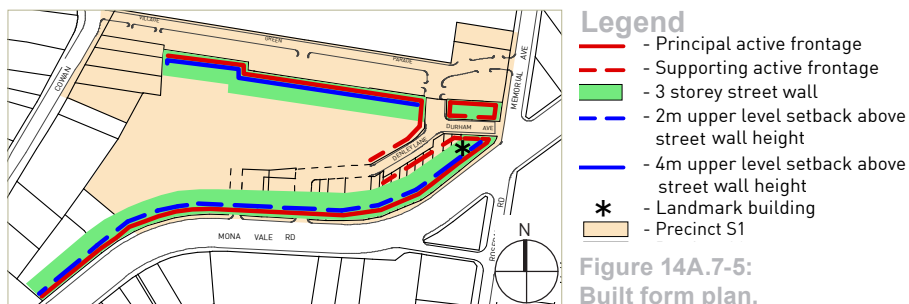 VILLAGE
GREEN
PARADE
COWAN
MEMORIAL AVE
DURHAM AVE
DENLEY LANE
MONA VALE RD
RD
N
Legend
- Principal active frontage
- Supporting active frontage
- 3 storey street wall
- 2m upper level setback above
street wall height
- 4m upper level setback above
street wall height
- Landmark building
- Precinct S1
Figure 14A.7-5:
Built form plan.